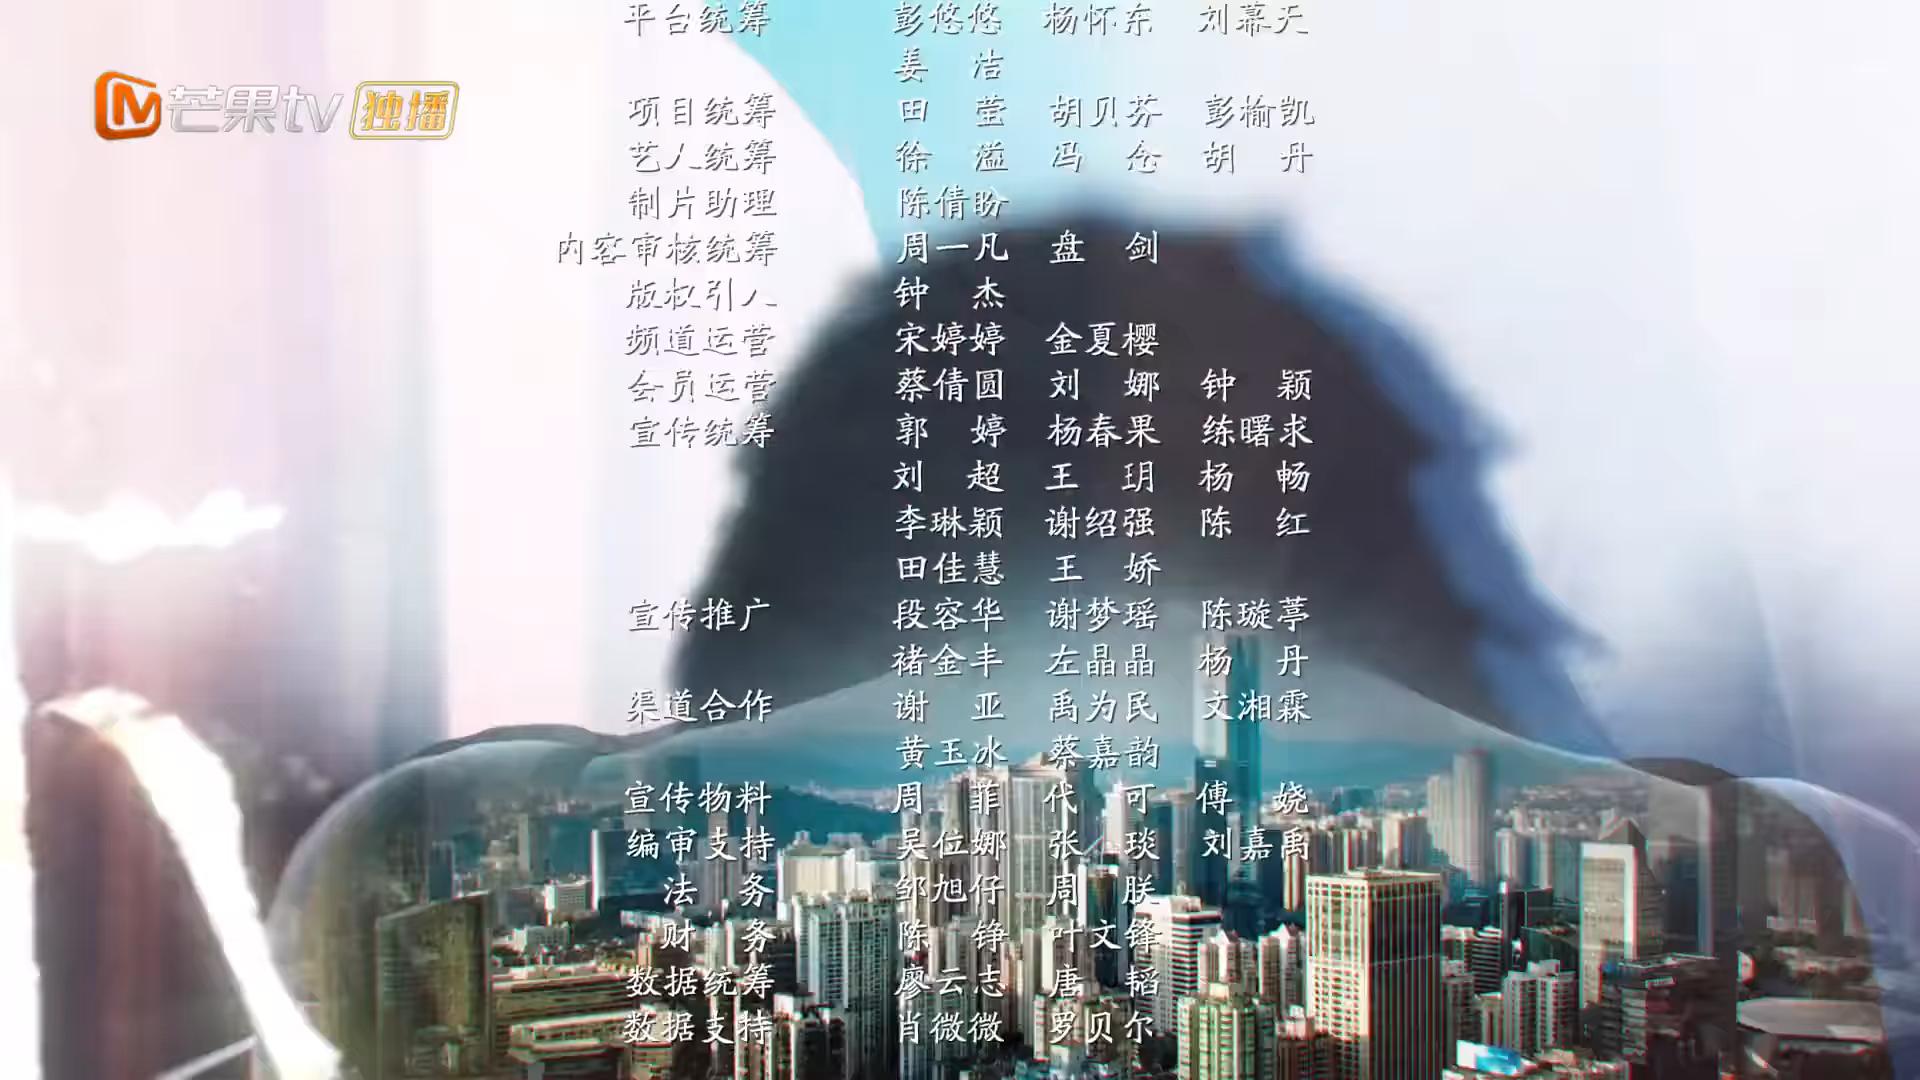 平台统筹 彭悠悠 杨怀东 刘幕天
姜 洁
芒果tv 独播
项目统筹 田 莹 胡贝芬 彭榆凯
艺人统筹 徐 溢 冯 念 胡 丹
制片助理 陈倩盼
内容审核统筹 周一凡 盘 剑
版权引入 钟 杰
频道运营 宋婷婷 金夏樱
会员运营 蔡倩圆 刘 娜 钟 颖
宣传统筹 郭 婷 杨春果 练曙求
刘 超 王 玥 杨 畅
李琳颖 谢绍强 陈 红
田佳慧 王 娇
宣传推广 段容华 谢梦瑶 陈璇葶
褚金丰 左晶晶 杨 丹
渠道合作 谢 亚 禹为民 文湘霖
黄玉冰 蔡嘉韵
宣传物料 周 菲 代 可 傅 娆
编审支持 吴位娜 张 琰 刘嘉禹
法 务 邹旭仔 周 朕
财 务 陈 铮 叶文锋
数据统筹 廖云志 唐 韬
数据支持 肖微微 罗贝尔